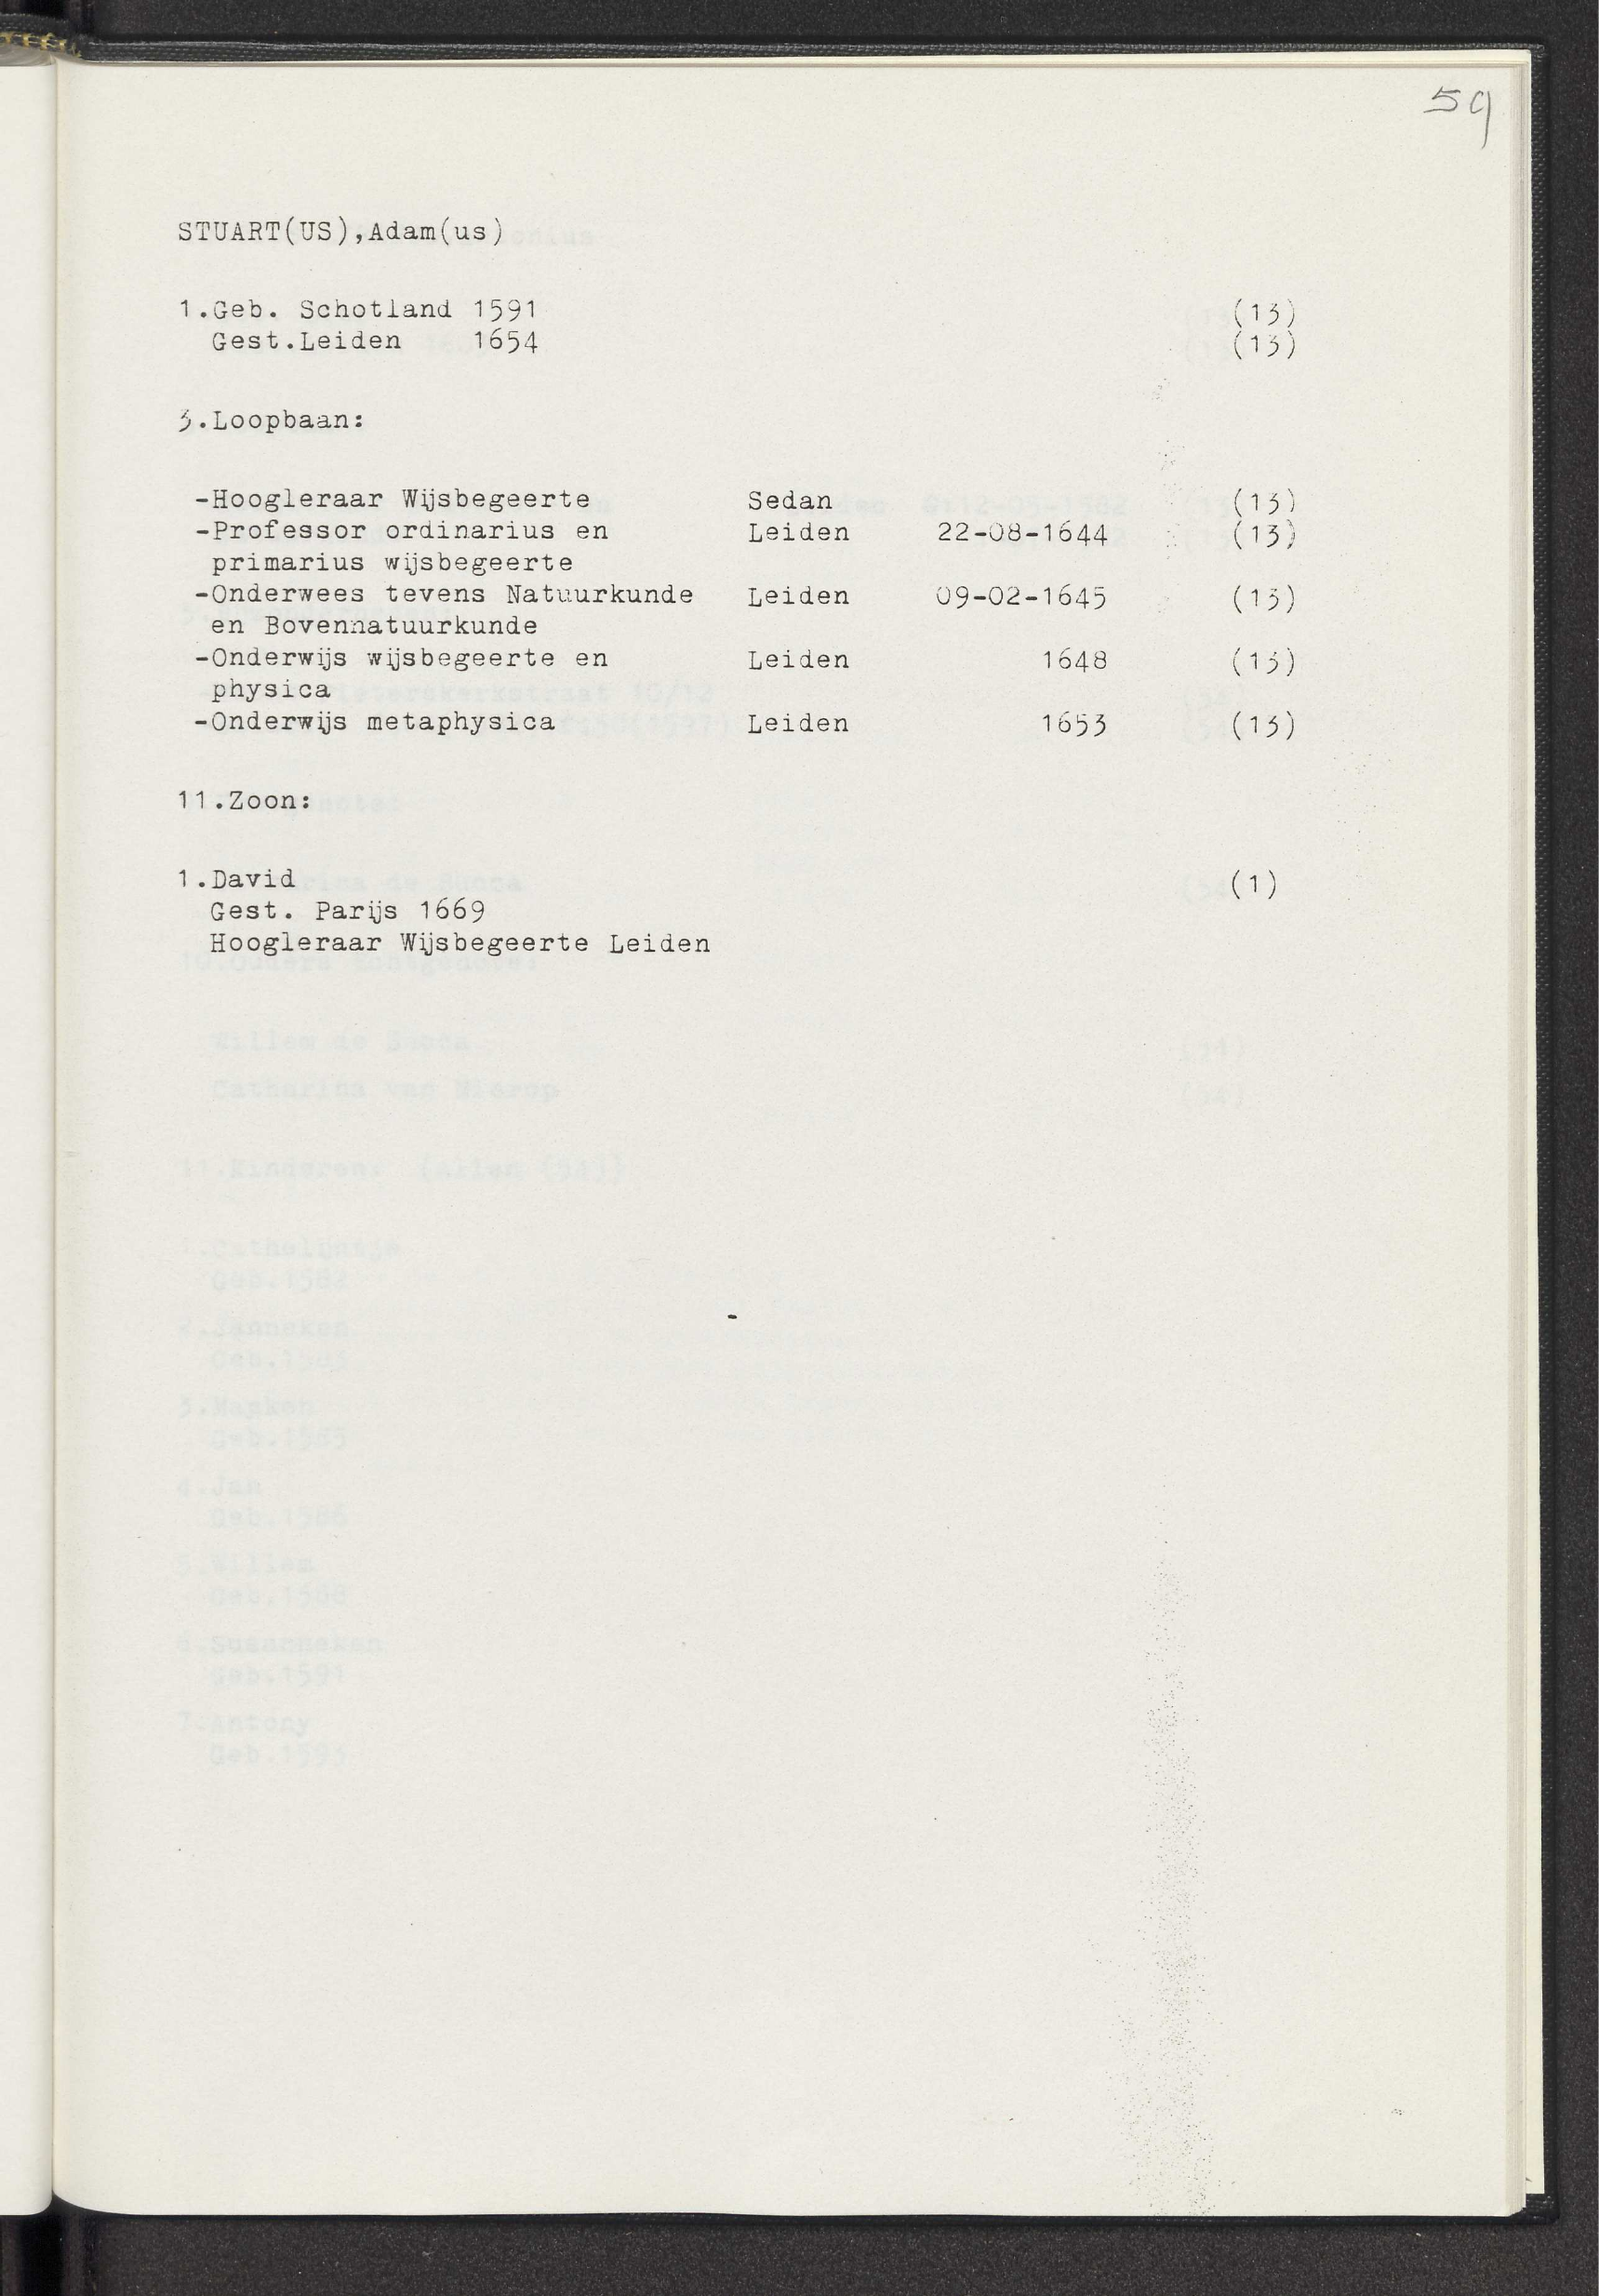 59
STUART(US),Adam(us)
1.Geb. Schotland 1591 (13)
Gest.Leiden 1654 (13)
3.Loopbaan:
-Hoogleraar Wijsbegeerte Sedan (13)
-Professor ordinarius en Leiden 22-08-1644 (13)
primarius wijsbegeerte
-Onderwees tevens Natuurkunde Leiden 09-02-1645 (13)
en Bovennatuurkunde
-Onderwijs wijsbegeerte en Leiden 1648 (13)
physica
-Onderwijs metaphysica Leiden 1653 (13)
11.Zoon:
1.David (1)
Gest. Parijs 1669
Hoogleraar Wijsbegeerte Leiden